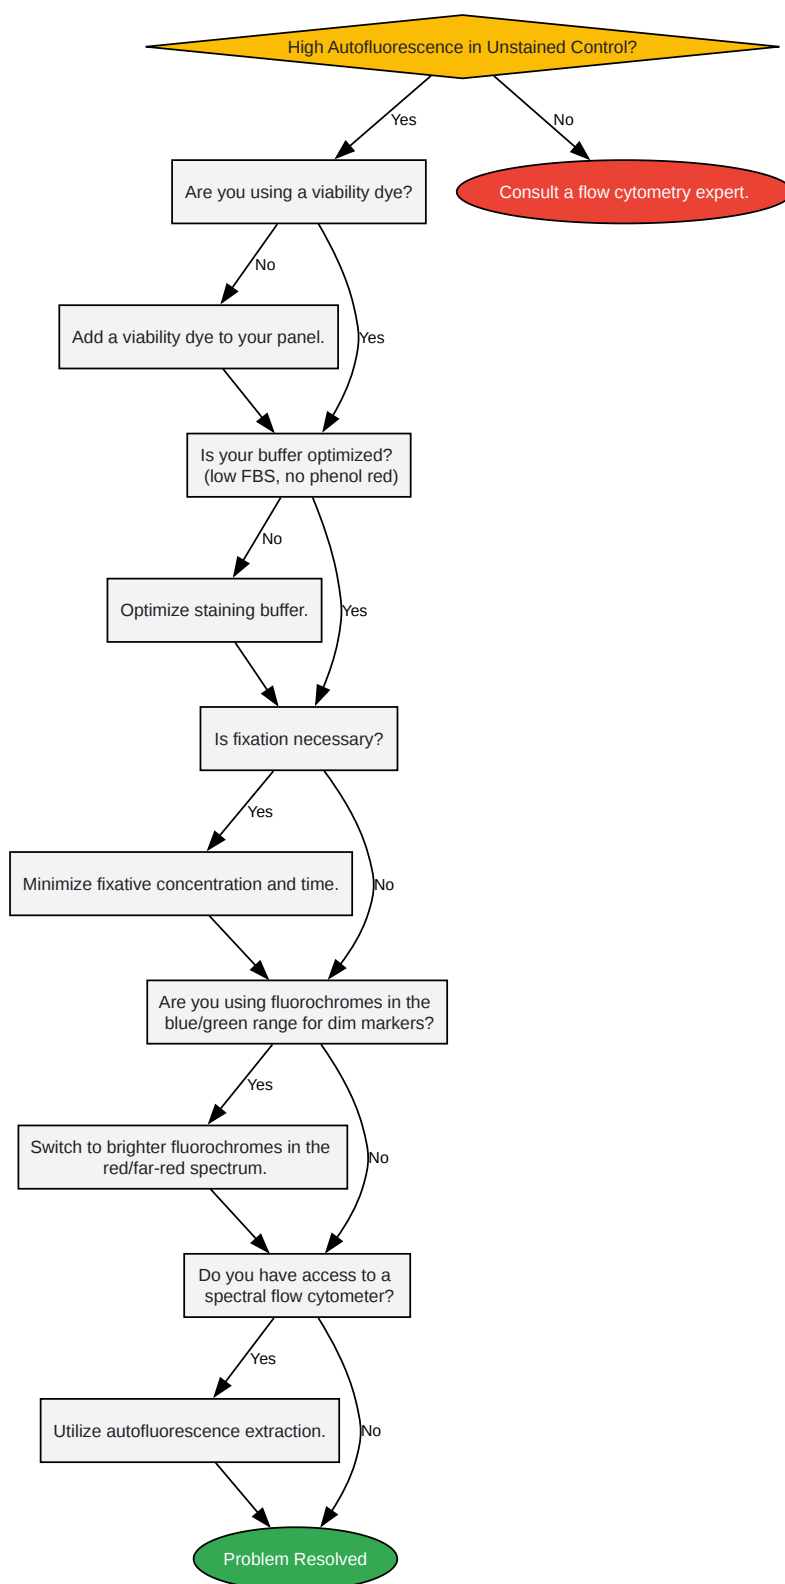 High Autofluorescence in Unstained Control?
Yes
No
Are you using a viability dye?
Consult a flow cytometry expert.
No
Add a viability dye to your panel.
Yes
Is your buffer optimized?
(low FBS, no phenol red)
No
Optimize staining buffer.
Yes
Is fixation necessary?
Yes
Minimize fixative concentration and time.
No
Are you using fluorochromes in the
blue/green range for dim markers?
Yes
Switch to brighter fluorochromes in the
red/far-red spectrum.
No
Do you have access to a
spectral flow cytometer?
Yes
Utilize autofluorescence extraction.
No
Problem Resolved